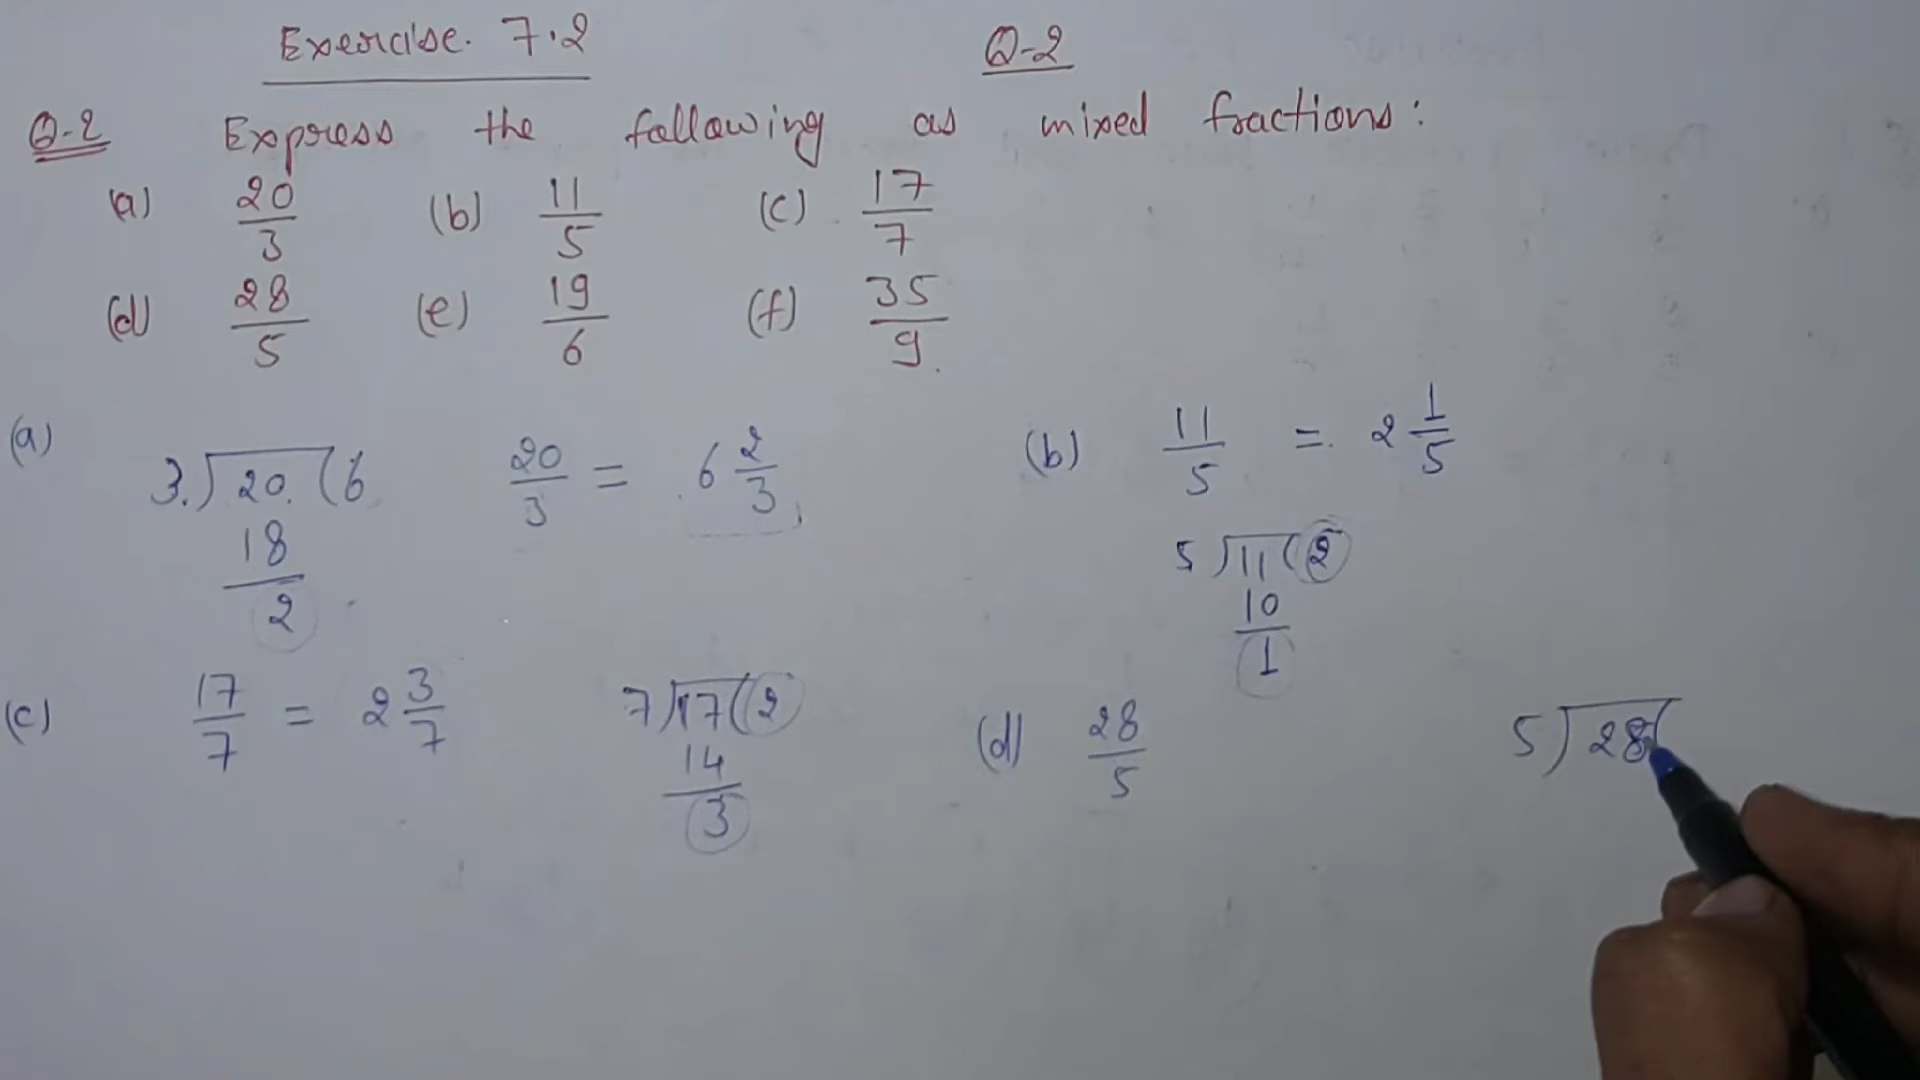 Exercise. 7.2
Q-2
Q-2 Express the following as mixed fractions:
(a) 20/3 (b) 11/5 (c) 17/7
(d) 28/5 (e) 19/6 (f) 35/9.
(a) 3.)20.(6 20/3 = 6 2/3
18
2
(b) 11/5 = 2 1/5
5)11(2
10
1
(c) 17/7 = 2 3/7 7)17(2
14
3
(d) 28/5 5)28(